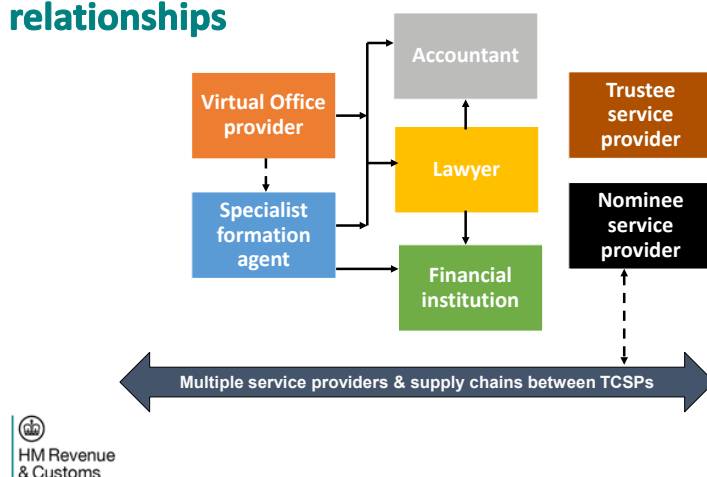 relationships
Accountant
Virtual Office
provider
Trustee
service
provider
Lawyer
Specialist
formation
agent
Nominee
service
provider
Financial
institution
Multiple service providers & supply chains between TCSPs
HM Revenue
& Customs